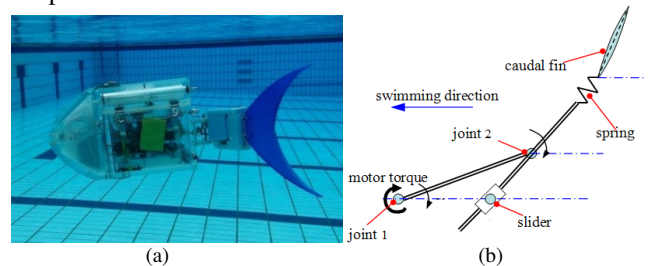 caudal fin
swimming direction
joint 2
spring
motor torque
joint 1
slider
(a)
(b)